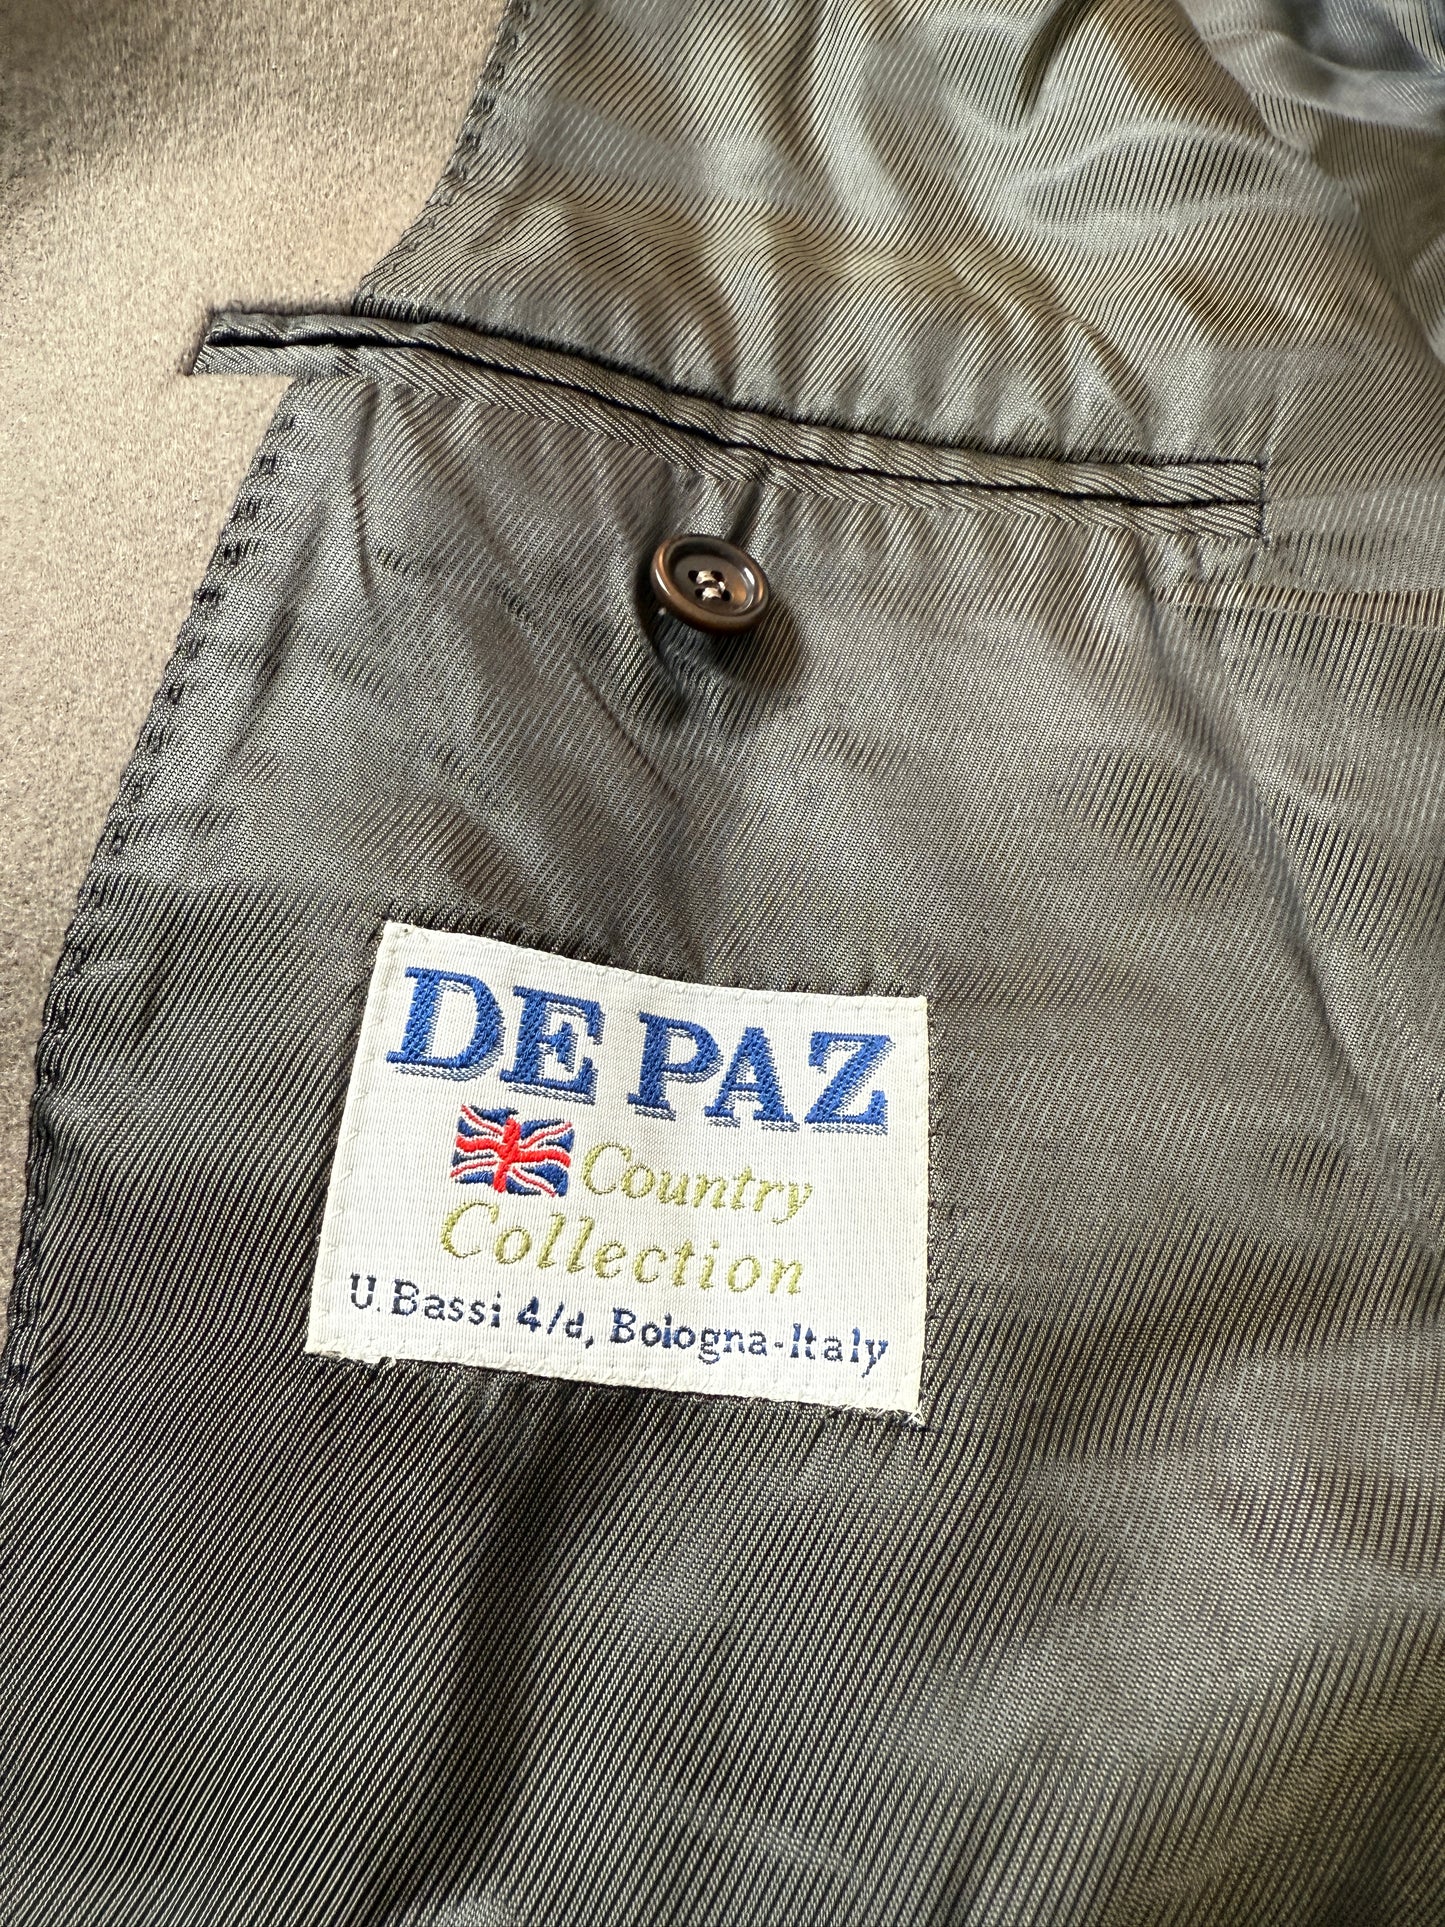 DE PAZ
Country
Collection
U. Bassi 4/d, Bologna-Italy